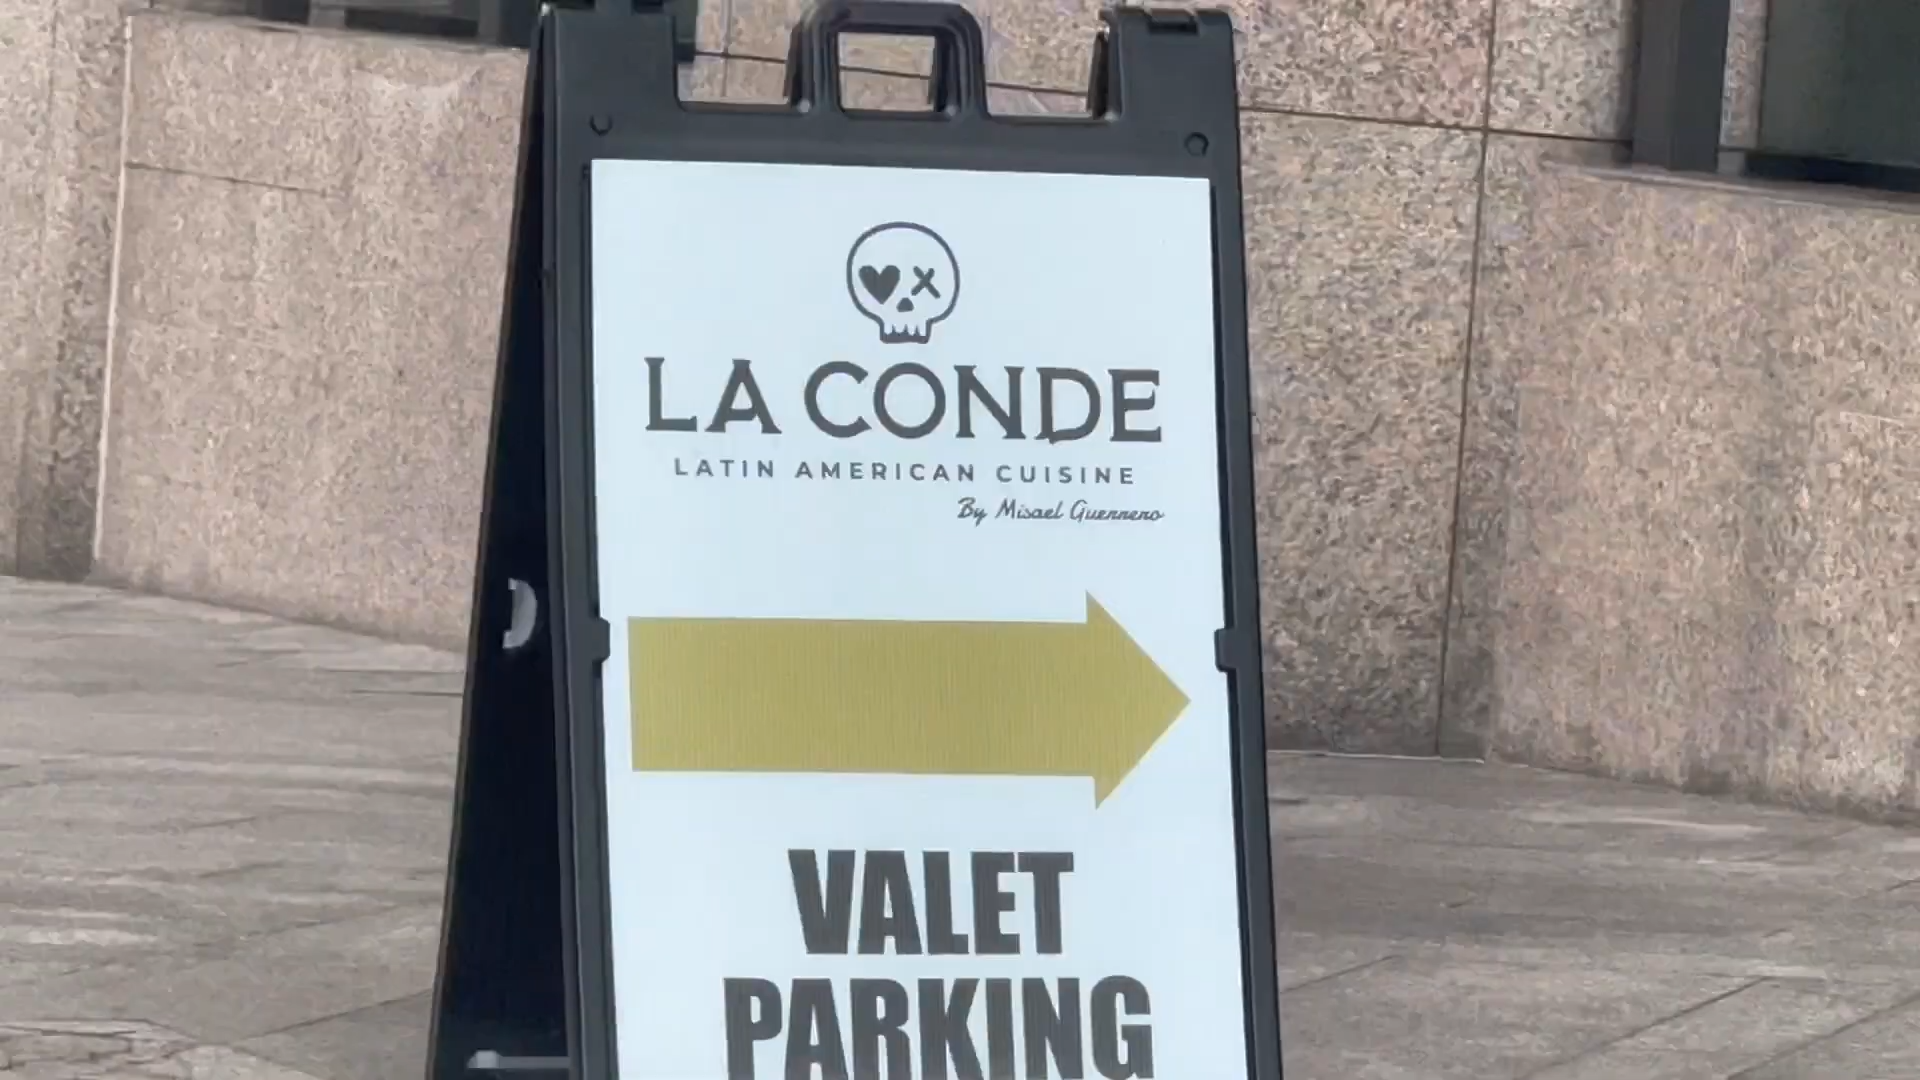 LA CONDE
LATIN AMERICAN CUISINE
By Misael Guerrero
VALET
PARKING